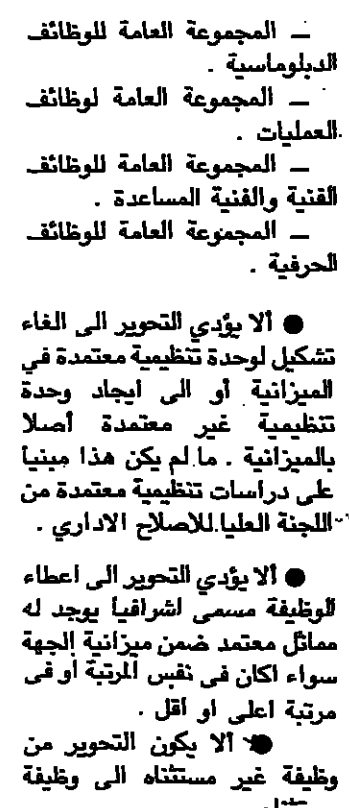 ـ المجموعة العامة للوظائف
الدبلوماسية .
ـ المجموعة العامة لوظائف
العمليات .
ـ المجموعة العامة للوظائف
الفنية والفنية المساعدة .
ـ المجموعة العامة للوظائف
الحرفية .
● ألا يؤدي التحوير الى الغاء
تشكيل لوحدة تنظيمية معتمدة في
الميزانية أو الى ايجاد وحدة
تنظيمية غير معتمدة أصلا
بالميزانية . ما لم يكن هذا مبنياً
على دراسات تنظيمية معتمدة من
اللجنة العليا للاصلاح الاداري .
● ألا يؤدي التحوير الى اعطاء
الوظيفة مسمى اشرافياً يوجد له
مماثل معتمد ضمن ميزانية الجهة
سواء اكان فى نفس المرتبة أو فى
مرتبة اعلى او اقل .
● ألا يكون التحوير من
وظيفة غير مستثناه الى وظيفة